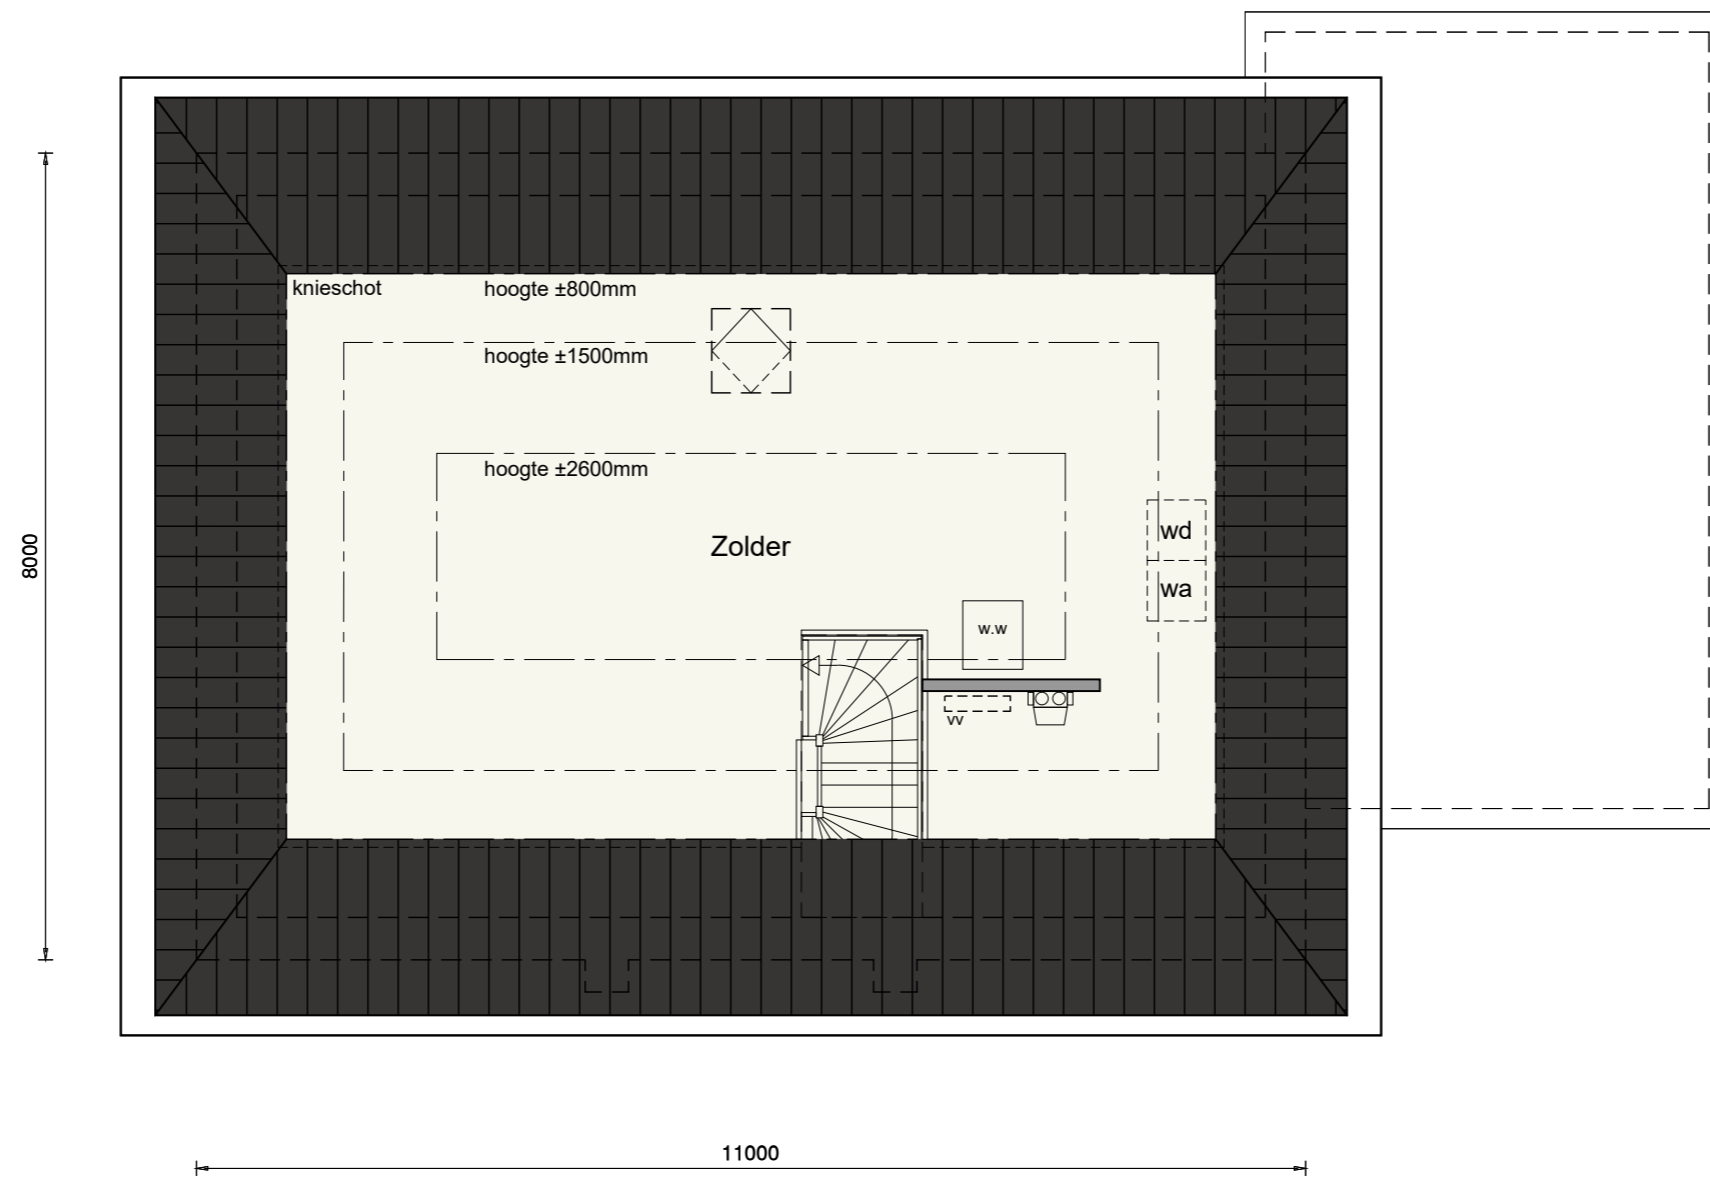 knieschot
hoogte ±800mm
hoogte ±1500mm
hoogte ±2600mm
Zolder
wd
wa
w.w
vv
8000
11000